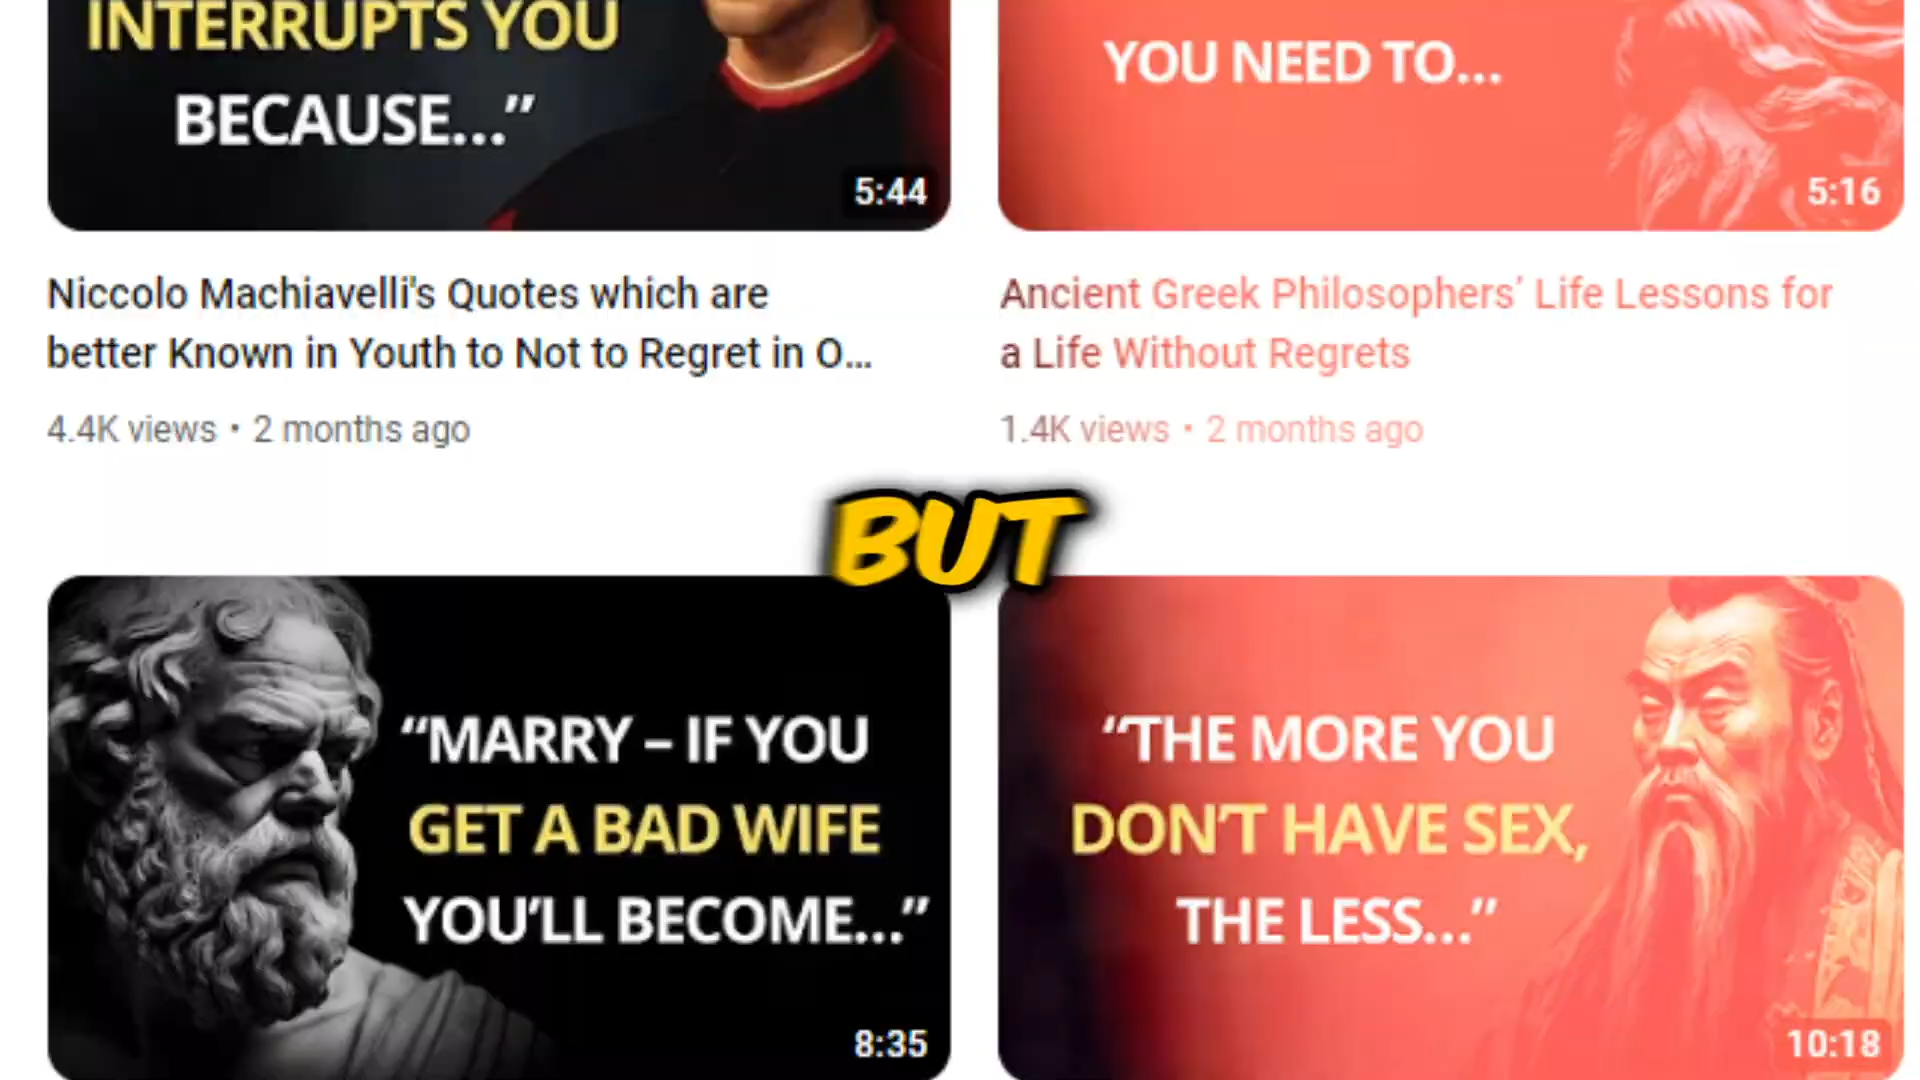 INTERRUPTS YOU
BECAUSE...”
5:44
YOU NEED TO...
5:16
Niccolo Machiavelli's Quotes which are
better Known in Youth to Not to Regret in O...
4.4K views • 2 months ago
Ancient Greek Philosophers’ Life Lessons for
a Life Without Regrets
1.4K views • 2 months ago
BUT
“MARRY – IF YOU
GET A BAD WIFE
YOU’LL BECOME...”
8:35
“THE MORE YOU
DON’T HAVE SEX,
THE LESS...”
10:18